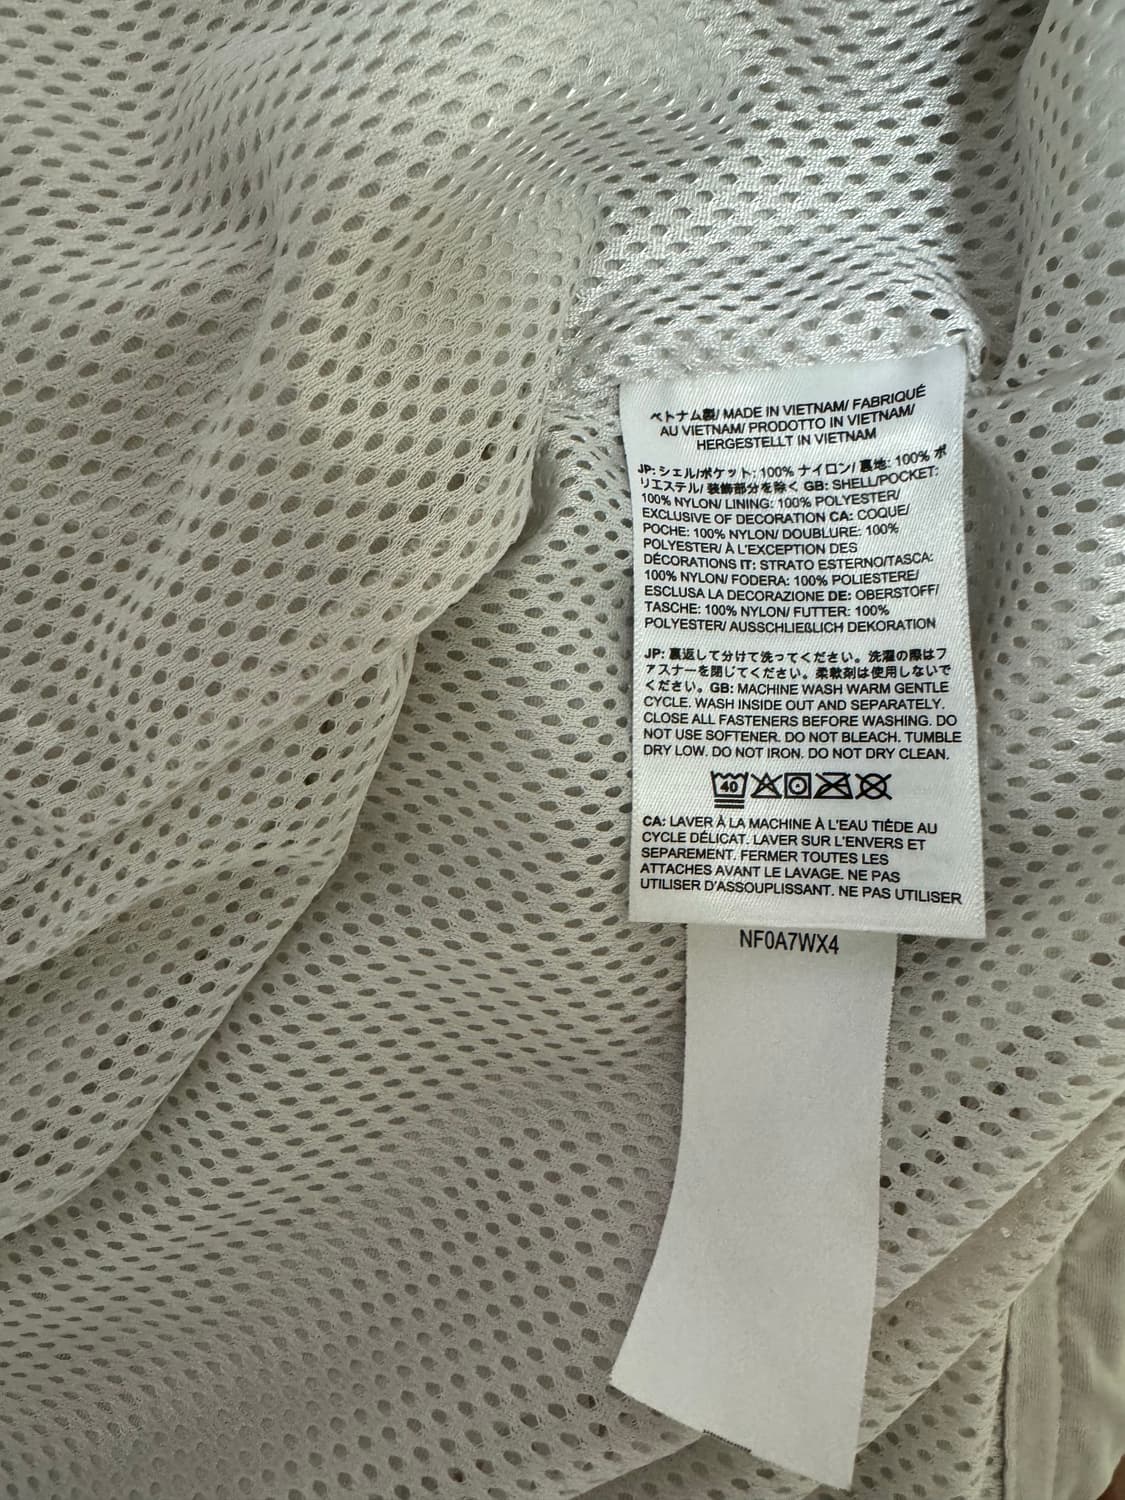 ベトナム製/ MADE IN VIETNAM/ FABRIQUÉ
AU VIETNAM/ PRODOTTO IN VIETNAM/
HERGESTELLT IN VIETNAM
JP: シェル/ポケット: 100% ナイロン/ 裏地: 100% ポ
リエステル/ 装飾部分を除く GB: SHELL/POCKET:
100% NYLON/ LINING: 100% POLYESTER/
EXCLUSIVE OF DECORATION CA: COQUE/
POCHE: 100% NYLON/ DOUBLURE: 100%
POLYESTER/ À L'EXCEPTION DES
DÉCORATIONS IT: STRATO ESTERNO/TASCA:
100% NYLON/ FODERA: 100% POLIESTERE/
ESCLUSA LA DECORAZIONE DE: OBERSTOFF/
TASCHE: 100% NYLON/ FUTTER: 100%
POLYESTER/ AUSSCHLIEßLICH DEKORATION
JP: 裏返して分けて洗ってください。洗濯の際はフ
ァスナーを閉じてください。柔軟剤は使用しないで
ください。GB: MACHINE WASH WARM GENTLE
CYCLE. WASH INSIDE OUT AND SEPARATELY.
CLOSE ALL FASTENERS BEFORE WASHING. DO
NOT USE SOFTENER. DO NOT BLEACH. TUMBLE
DRY LOW. DO NOT IRON. DO NOT DRY CLEAN.
40
CA: LAVER À LA MACHINE À L'EAU TIÈDE AU
CYCLE DÉLICAT. LAVER SUR L'ENVERS ET
SEPAREMENT. FERMER TOUTES LES
ATTACHES AVANT LE LAVAGE. NE PAS
UTILISER D'ASSOUPLISSANT. NE PAS UTILISER
NF0A7WX4